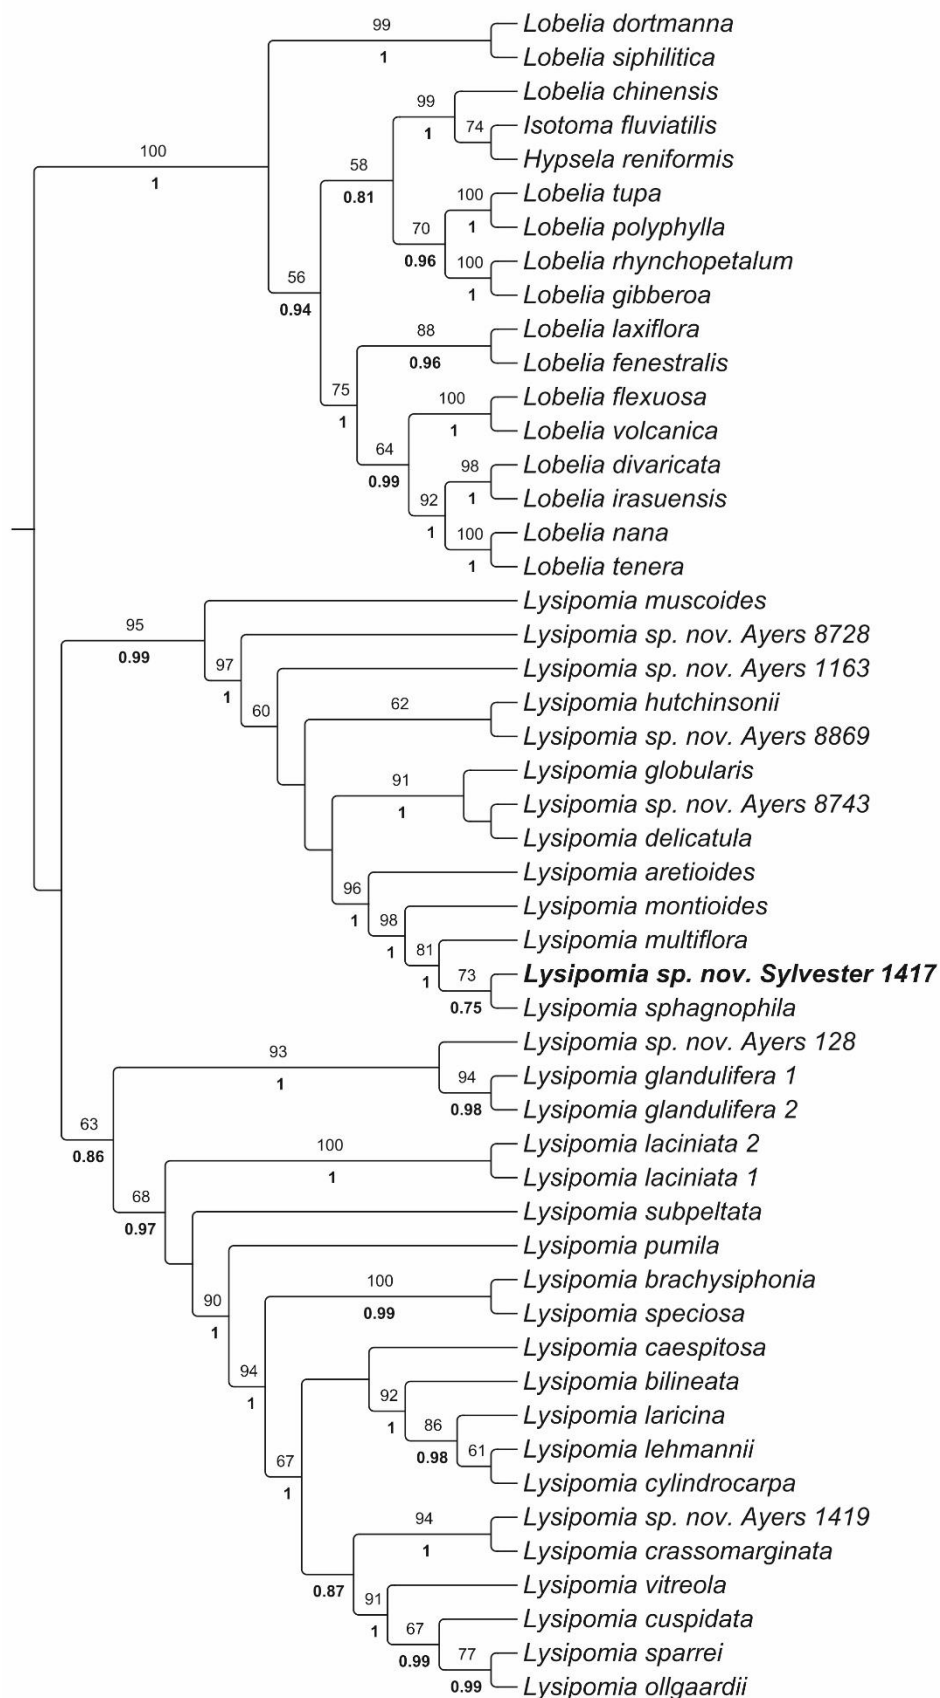 99
Lobelia dortmanna
1
Lobelia siphilitica
Lobelia chinensis
99
1
74
Isotoma fluviatilis
Hypsela reniformis
100
1
58
0.81
100
Lobelia tupa
1
Lobelia polyphylla
70
0.96
100
Lobelia rhynchopetalum
1
Lobelia gibberoa
56
0.94
88
Lobelia laxiflora
0.96
Lobelia fenestralis
75
1
100
Lobelia flexuosa
1
Lobelia volcanica
64
0.99
98
Lobelia divaricata
1
Lobelia irasuensis
92
1
100
Lobelia nana
1
Lobelia tenera
Lysipomia muscoides
95
0.99
Lysipomia sp. nov. Ayers 8728
97
1
Lysipomia sp. nov. Ayers 1163
60
62
Lysipomia hutchinsonii
Lysipomia sp. nov. Ayers 8869
Lysipomia globularis
91
1
Lysipomia sp. nov. Ayers 8743
Lysipomia delicatula
Lysipomia aretioides
96
1
Lysipomia montioides
98
1
Lysipomia multiflora
81
1
73
Lysipomia sp. nov. Sylvester 1417
0.75
Lysipomia sphagnophila
Lysipomia sp. nov. Ayers 128
93
1
94
Lysipomia glandulifera 1
0.98
Lysipomia glandulifera 2
63
0.86
100
Lysipomia laciniata 2
1
Lysipomia laciniata 1
68
0.97
Lysipomia subpeltata
Lysipomia pumila
90
1
100
Lysipomia brachysiphonia
0.99
Lysipomia speciosa
94
1
Lysipomia caespitosa
Lysipomia bilineata
92
1
Lysipomia laricina
86
0.98
61
Lysipomia lehmannii
Lysipomia cylindrocarpa
67
1
94
Lysipomia sp. nov. Ayers 1419
1
Lysipomia crassomarginata
0.87
Lysipomia vitreola
91
1
Lysipomia cuspidata
67
0.99
77
Lysipomia sparrei
0.99
Lysipomia ollgaardii